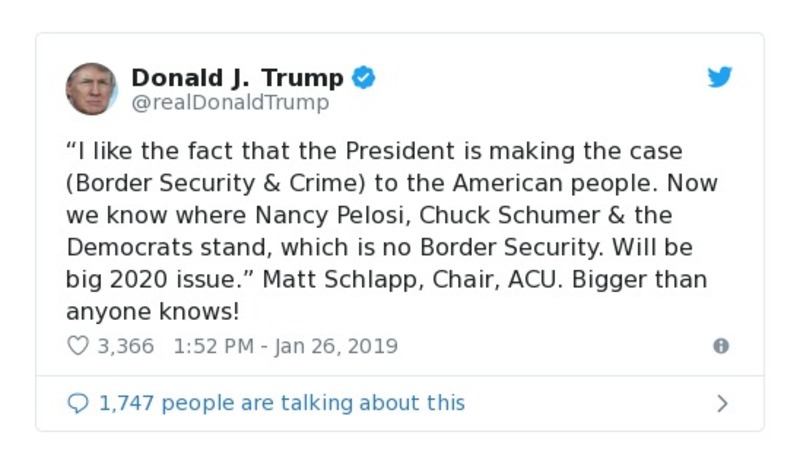 Donald J. Trump
@realDonaldTrump
“I like the fact that the President is making the case
(Border Security & Crime) to the American people. Now
we know where Nancy Pelosi, Chuck Schumer & the
Democrats stand, which is no Border Security. Will be
big 2020 issue.” Matt Schlapp, Chair, ACU. Bigger than
anyone knows!
3,366 1:52 PM - Jan 26, 2019
1,747 people are talking about this